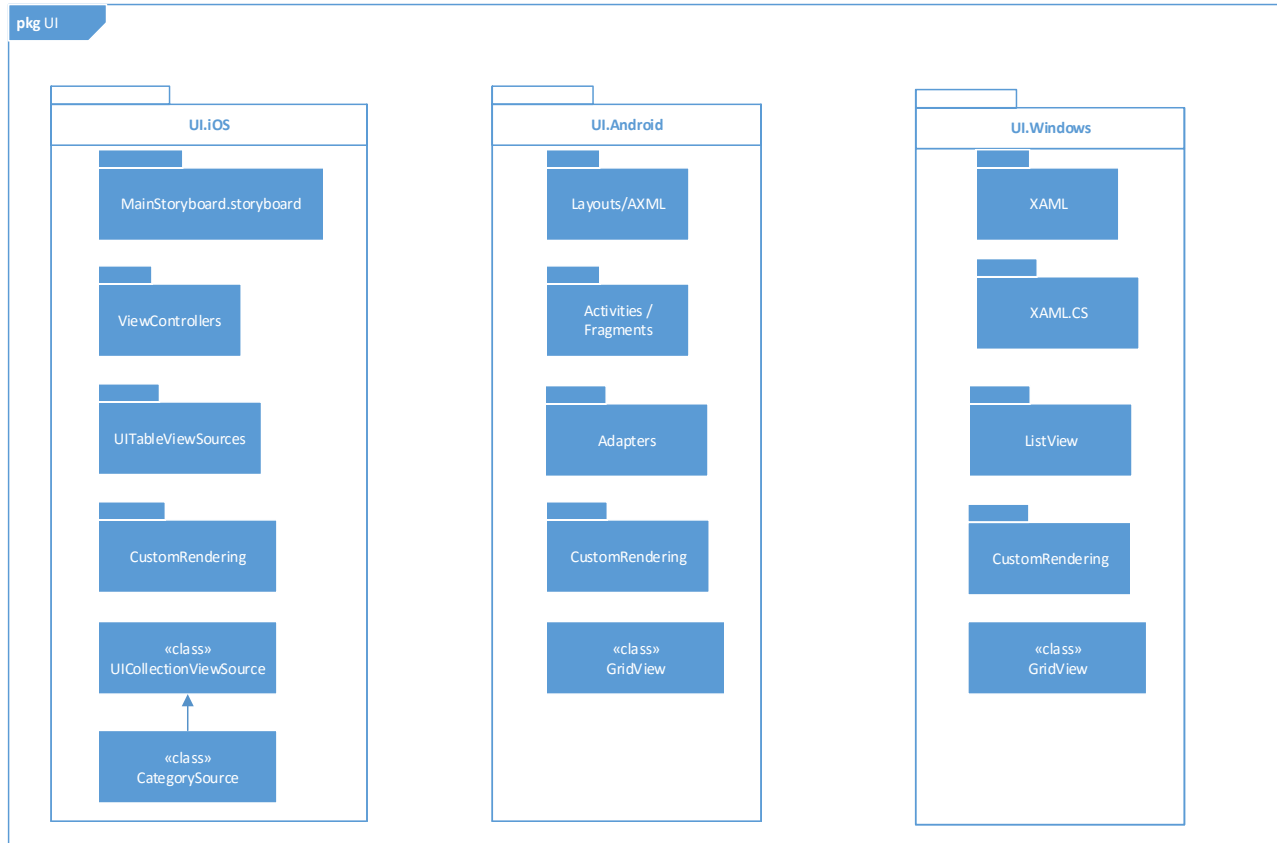 pkg UI
UI.iOS
MainStoryboard.storyboard
ViewControllers
UITableViewSources
CustomRendering
«class»
UICollectionViewSource
«class»
CategorySource
UI.Android
Layouts/AXML
Activities /
Fragments
Adapters
CustomRendering
«class»
GridView
UI.Windows
XAML
XAML.CS
ListView
CustomRendering
«class»
GridView